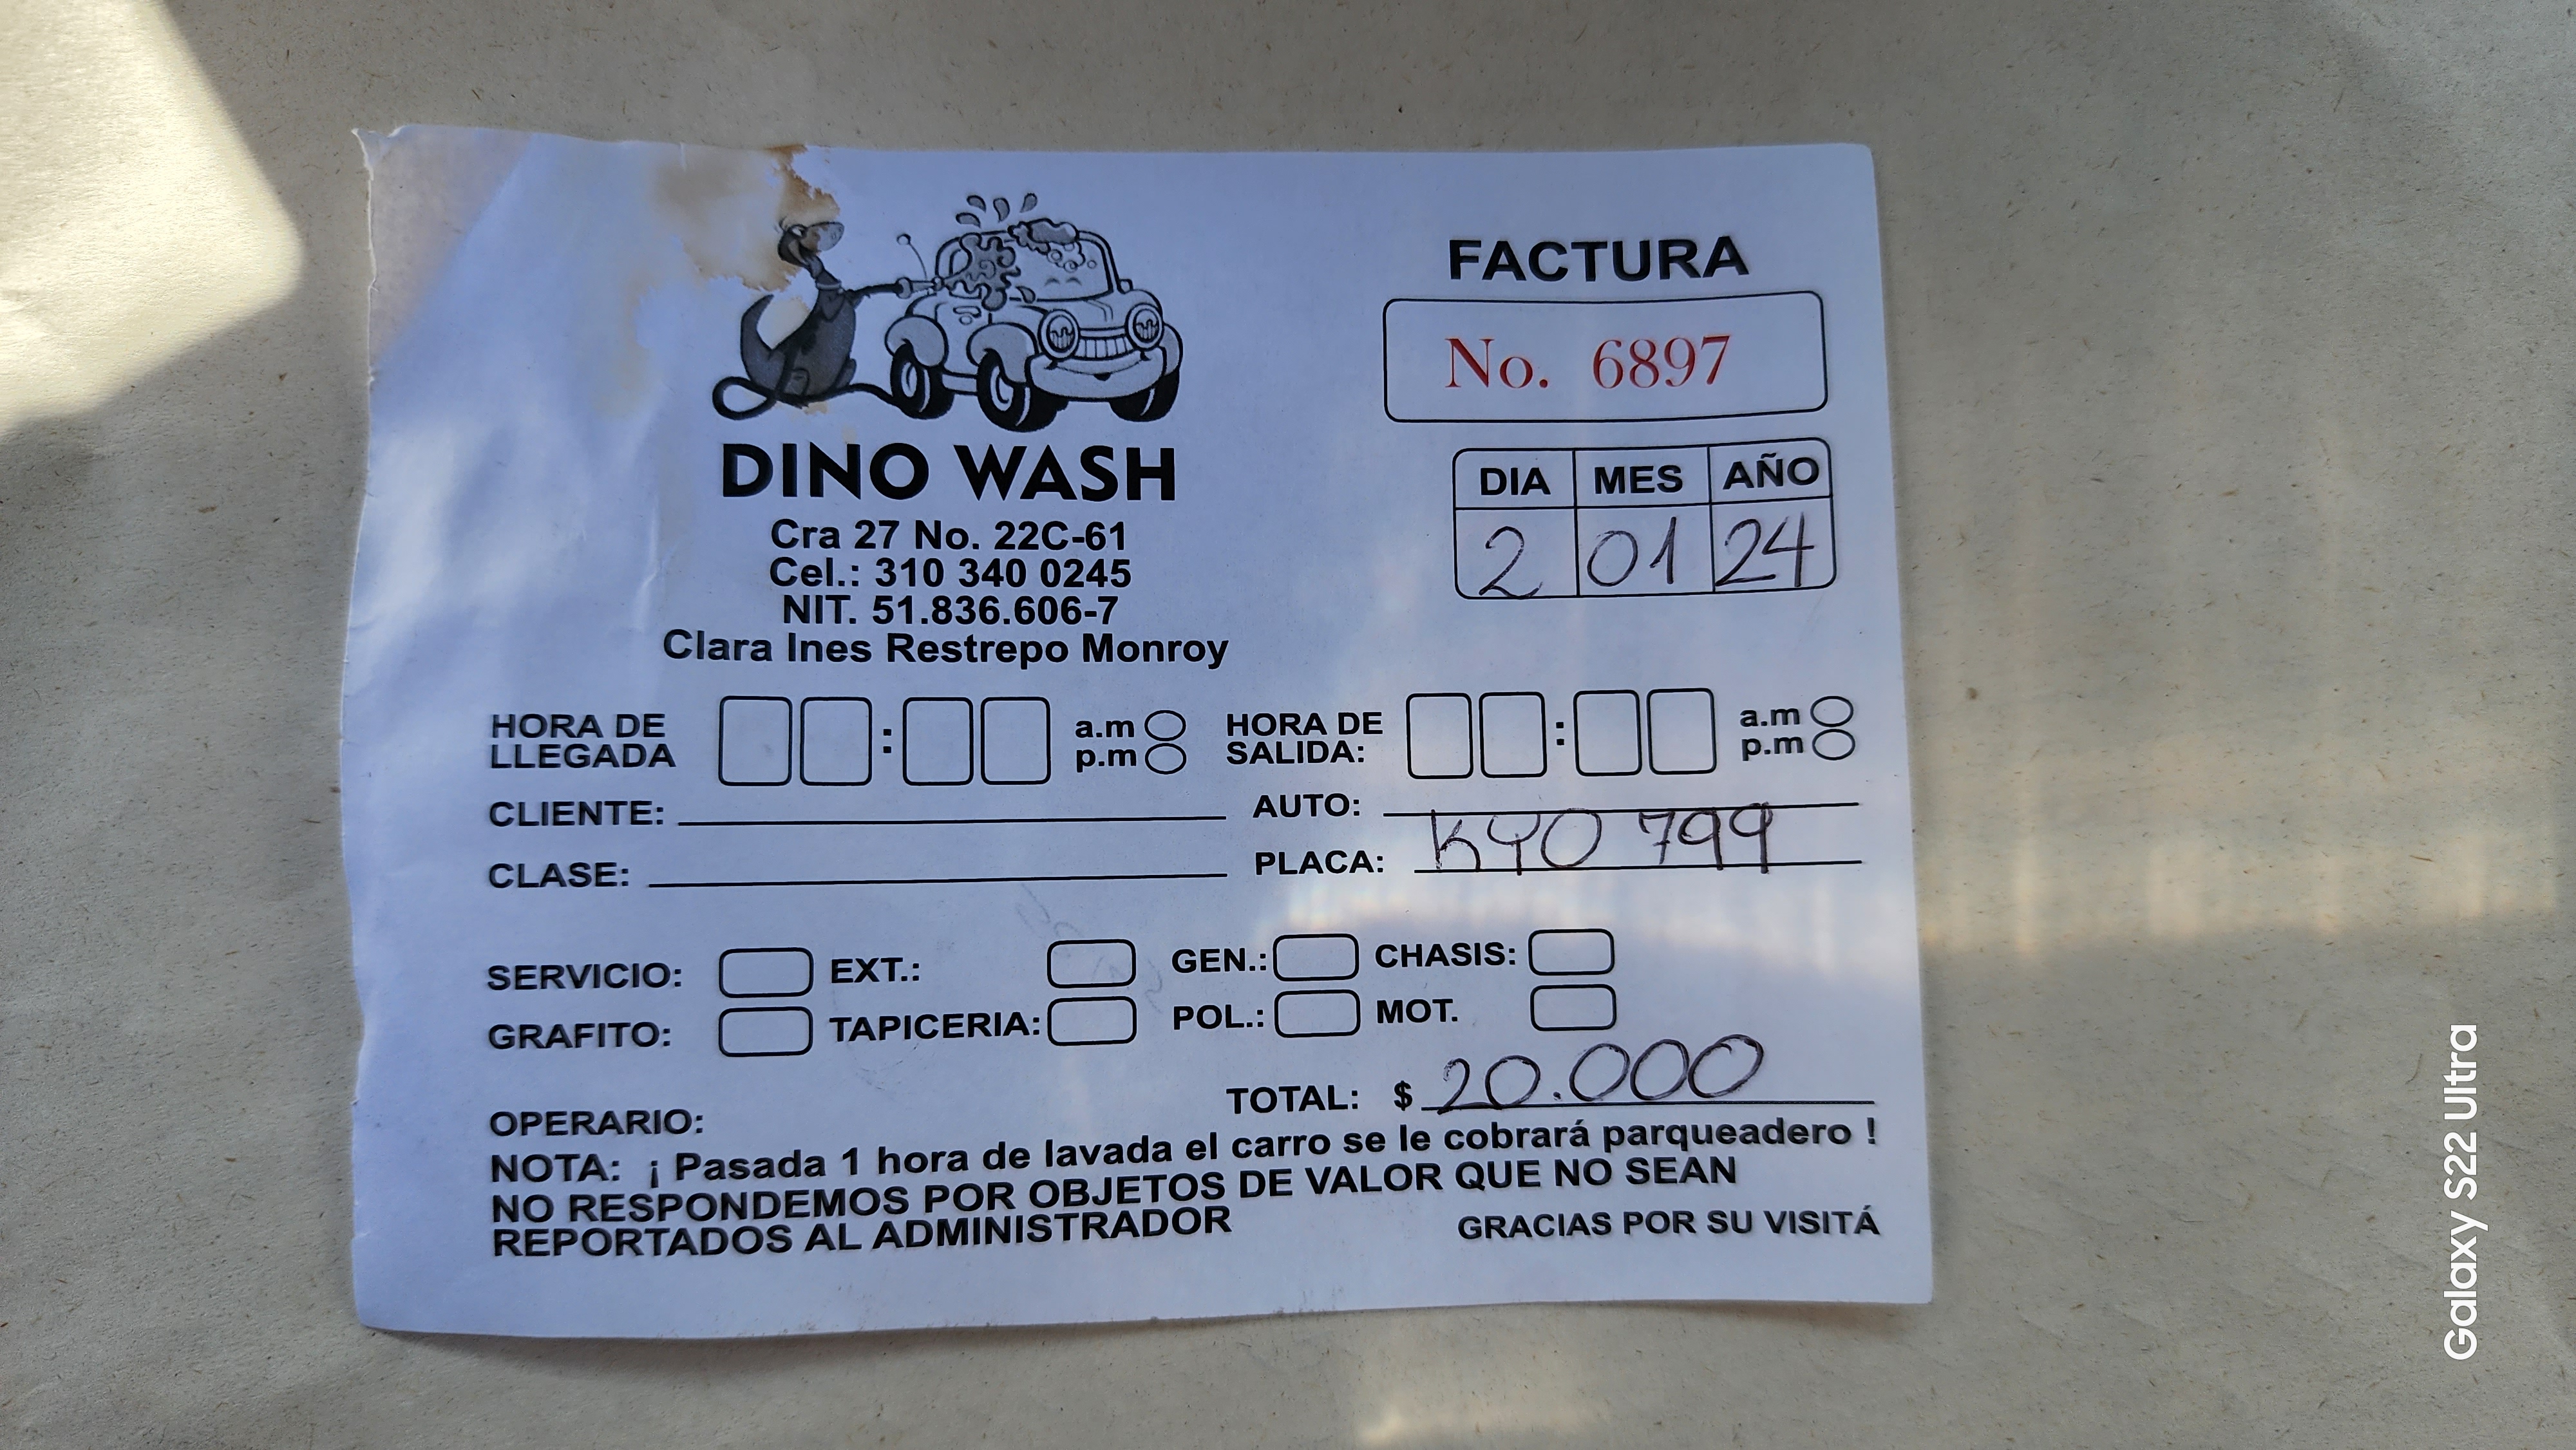 FACTURA
No. 6897
DINO WASH
Cra 27 No. 22C-61
Cel.: 310 340 0245
NIT. 51.836.606-7
Clara Ines Restrepo Monroy
DIA MES AÑO
2 01 24
HORA DE LLEGADA : a.m p.m
HORA DE SALIDA: : a.m p.m
CLIENTE: AUTO:
CLASE: PLACA: KYO 799
SERVICIO: EXT.: GEN.: CHASIS:
GRAFITO: TAPICERIA: POL.: MOT.
TOTAL: $ 20.000
OPERARIO:
NOTA: ¡ Pasada 1 hora de lavada el carro se le cobrará parqueadero !
NO RESPONDEMOS POR OBJETOS DE VALOR QUE NO SEAN
REPORTADOS AL ADMINISTRADOR
GRACIAS POR SU VISITÁ
Galaxy S22 Ultra